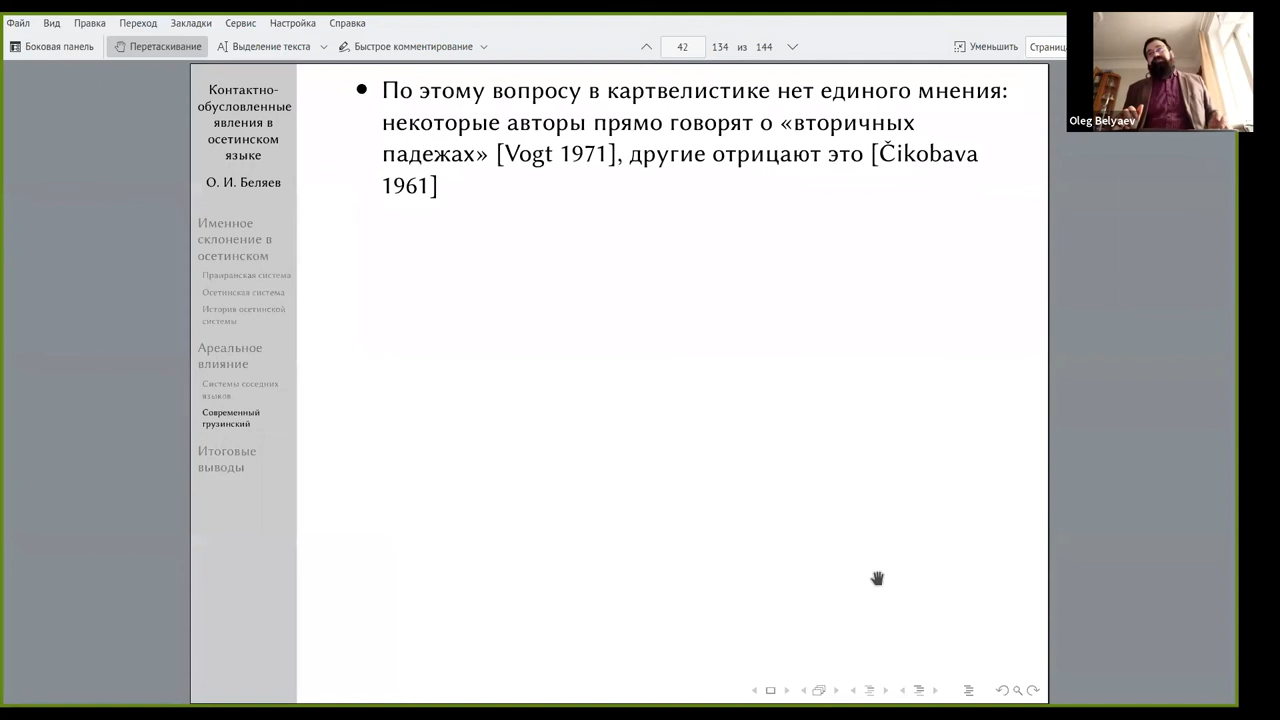 Файл Вид Правка Переход Закладки Сервис Настройка Справка
Боковая панель Перетаскивание Выделение текста Быстрое комментирование 42 134 из 144 Уменьшить Страниц
Oleg Belyaev
Контактно-
обусловленные
явления в
осетинском
языке
О. И. Беляев
Именное
склонение в
осетинском
Праиранская система
Осетинская система
История осетинской
системы
Ареальное
влияние
Системы соседних
языков
Современный
грузинский
Итоговые
выводы
• По этому вопросу в картвелистике нет единого мнения:
некоторые авторы прямо говорят о «вторичных
падежах» [Vogt 1971], другие отрицают это [Čikobava
1961]